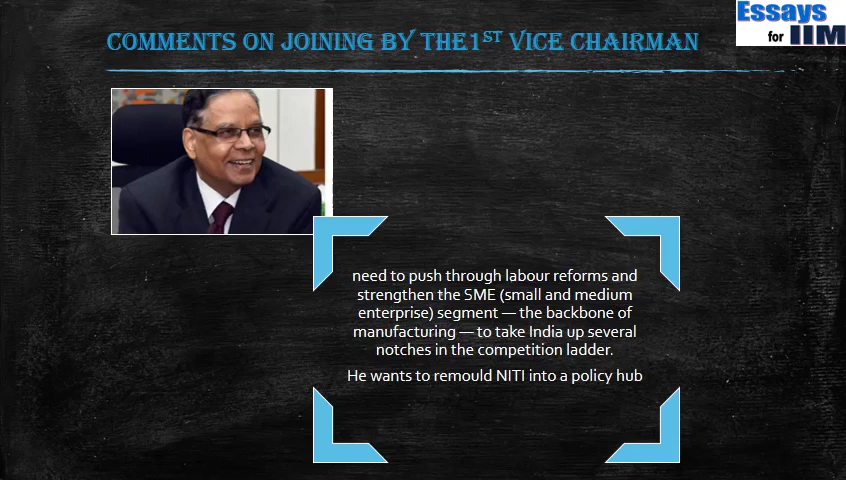 Essays
for IIM
COMMENTS ON JOINING BY THE1ST VICE CHAIRMAN
need to push through labour reforms and
strengthen the SME (small and medium
enterprise) segment — the backbone of
manufacturing — to take India up several
notches in the competition ladder.
He wants to remould NITI into a policy hub